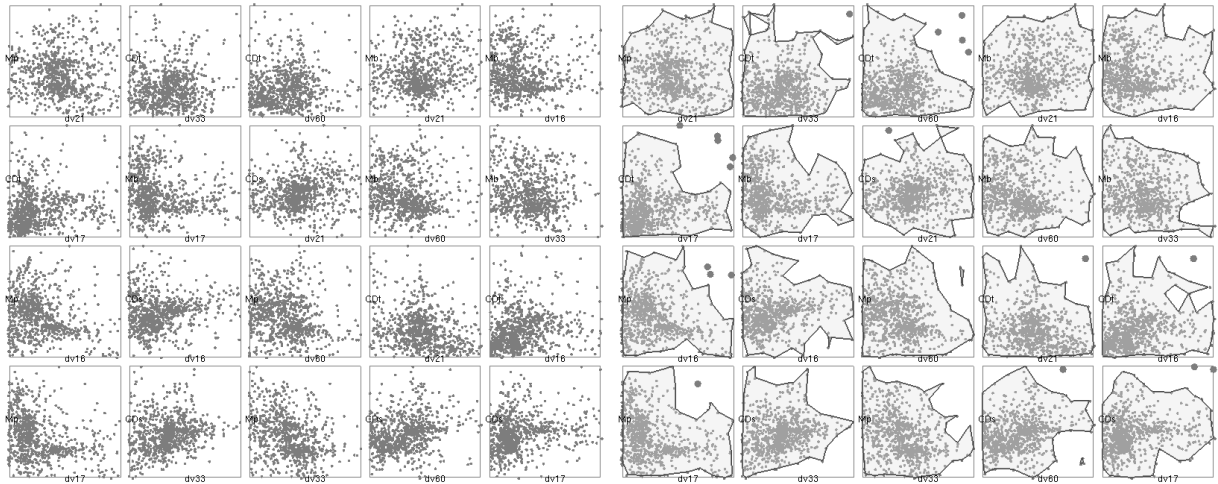 Mp CDt CDt Mb Mb Mp CDt CDt Mb Mb
dv21 dv33 dv60 dv21 dv16 dv21 dv33 dv60 dv21 dv16
CDt Mb CDs Mb Mb CDt Mb CDs Mb Mb
dv17 dv17 dv21 dv60 dv33 dv17 dv17 dv21 dv60 dv33
Mp CDs Mp CDt CDt Mp CDs Mp CDt CDt
dv16 dv16 dv60 dv21 dv16 dv16 dv16 dv60 dv21 dv16
Mp CDs Mp CDs CDs Mp CDs Mp CDs CDs
dv17 dv33 dv33 dv60 dv17 dv17 dv33 dv33 dv60 dv17